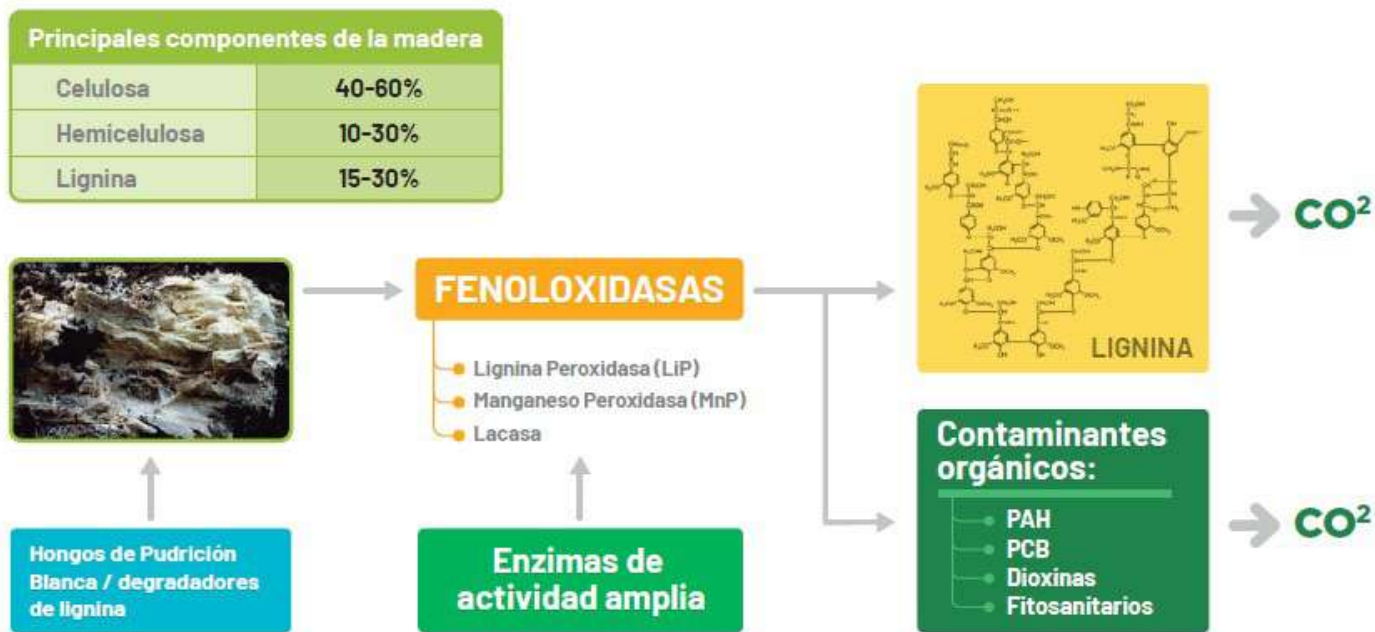 Principales componentes de la madera
Celulosa 40-60%
Hemicelulosa 10-30%
Lignina 15-30%
FENOLOXIDASAS
Lignina Peroxidasa (LiP)
Manganeso Peroxidasa (MnP)
Lacasa
LIGNINA
CO²
Hongos de Pudrición
Blanca / degradadores
de lignina
Enzimas de
actividad amplia
Contaminantes
orgánicos:
PAH
PCB
Dioxinas
Fitosanitarios
CO²